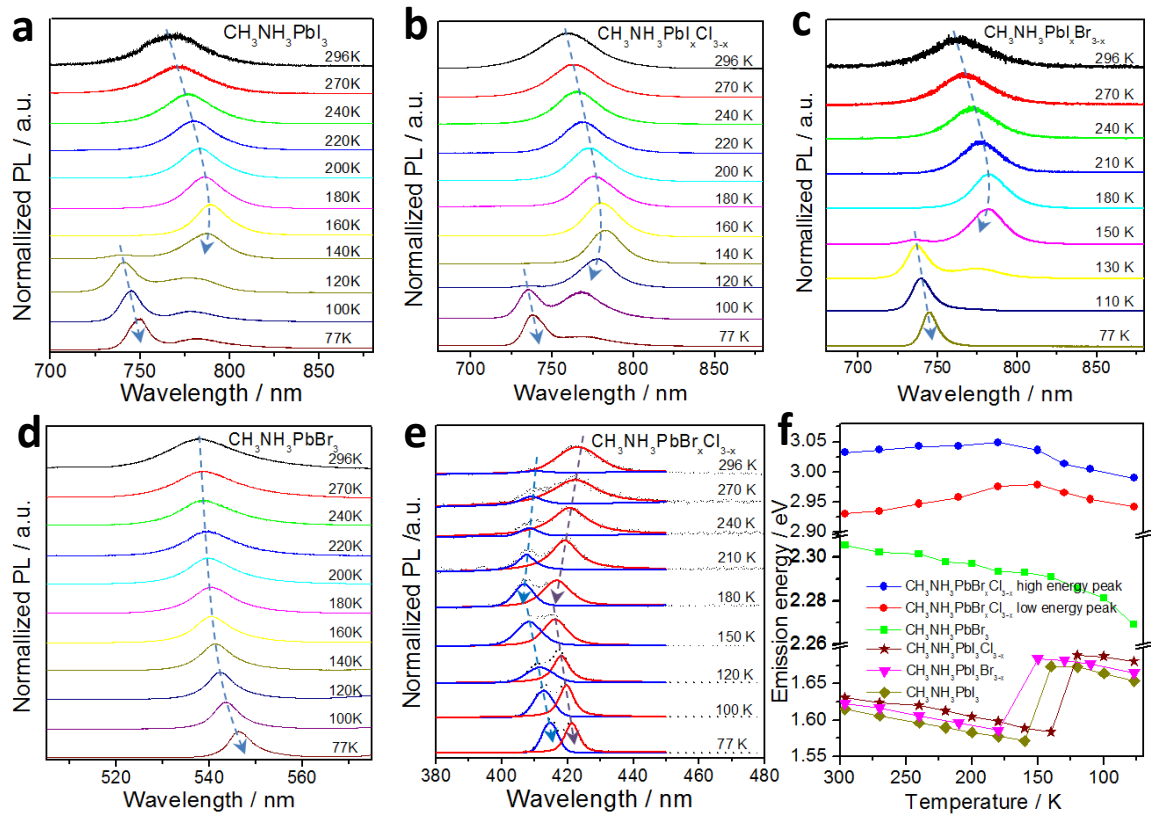 a
CH3NH3PbI3
296K
270K
240K
220K
200K
180K
160K
140K
120K
100K
77K
Normallized PL / a.u.
700 750 800 850
Wavelength / nm
b
CH3NH3PbIxCl3-x
296 K
270 K
240 K
220 K
200 K
180 K
160 K
140 K
120 K
100 K
77 K
Normallized PL / a.u.
700 750 800 850
Wavelength / nm
c
CH3NH3PbIxBr3-x
296 K
270 K
240 K
210 K
180 K
150 K
130 K
110 K
77 K
Normallized PL / a.u.
700 750 800 850
Wavelength / nm
d
CH3NH3PbBr3
296K
270K
240K
220K
200K
180K
160K
140K
120K
100K
77K
Normallized PL / a.u.
520 540 560
Wavelength / nm
e
CH3NH3PbBrxCl3-x
296 K
270 K
240 K
210 K
180 K
150 K
120 K
100 K
77 K
Normallized PL /a.u.
380 400 420 440 460 480
Wavelength / nm
f
3.05
3.00
2.95
2.90
2.30
2.28
2.26
1.65
1.60
1.55
Emission energy / eV
CH3NH3PbBrxCl3-x high energy peak
CH3NH3PbBrxCl3-x low energy peak
CH3NH3PbBr3
CH3NH3PbI3Cl3-x
CH3NH3PbI3Br3-x
CH3NH3PbI3
300 250 200 150 100
Temperature / K